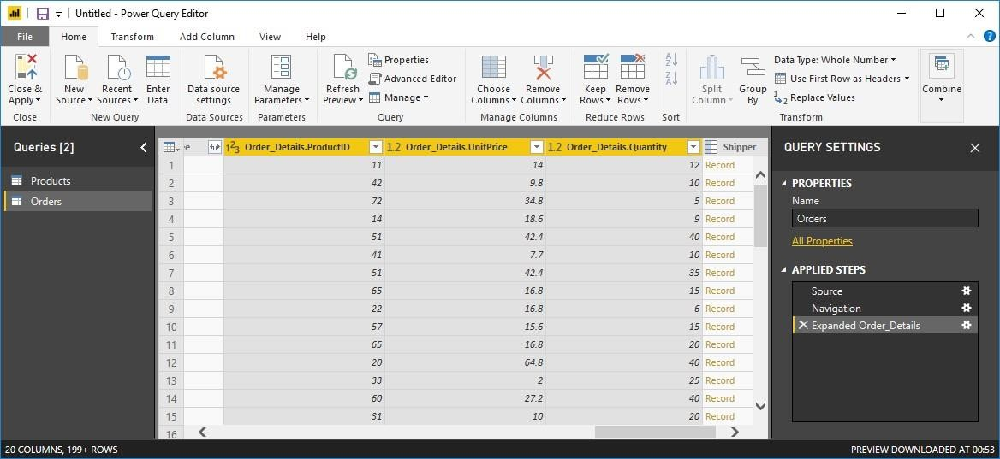 Untitled - Power Query Editor
File Home Transform Add Column View Help
Close & Apply
New Source
Recent Sources
Enter Data
Data source settings
Manage Parameters
Refresh Preview
Properties
Advanced Editor
Manage
Choose Columns
Remove Columns
Keep Rows
Remove Rows
A Z
Z A
Split Column
Group By
Data Type: Whole Number
Use First Row as Headers
1 2 Replace Values
Combine
Close New Query Data Sources Parameters Query Manage Columns Reduce Rows Sort Transform
Queries [2]
Products
Orders
1 2 3 Order_Details.ProductID 1.2 Order_Details.UnitPrice 1.2 Order_Details.Quantity Shipper
1 11 14 12 Record
2 42 9.8 10 Record
3 72 34.8 5 Record
4 14 18.6 9 Record
5 51 42.4 40 Record
6 41 7.7 10 Record
7 51 42.4 35 Record
8 65 16.8 15 Record
9 22 16.8 6 Record
10 57 15.6 15 Record
11 65 16.8 20 Record
12 20 64.8 40 Record
13 33 2 25 Record
14 60 27.2 40 Record
15 31 10 20 Record
16
QUERY SETTINGS
PROPERTIES
Name
Orders
All Properties
APPLIED STEPS
Source
Navigation
Expanded Order_Details
20 COLUMNS, 199+ ROWS
PREVIEW DOWNLOADED AT 00:53